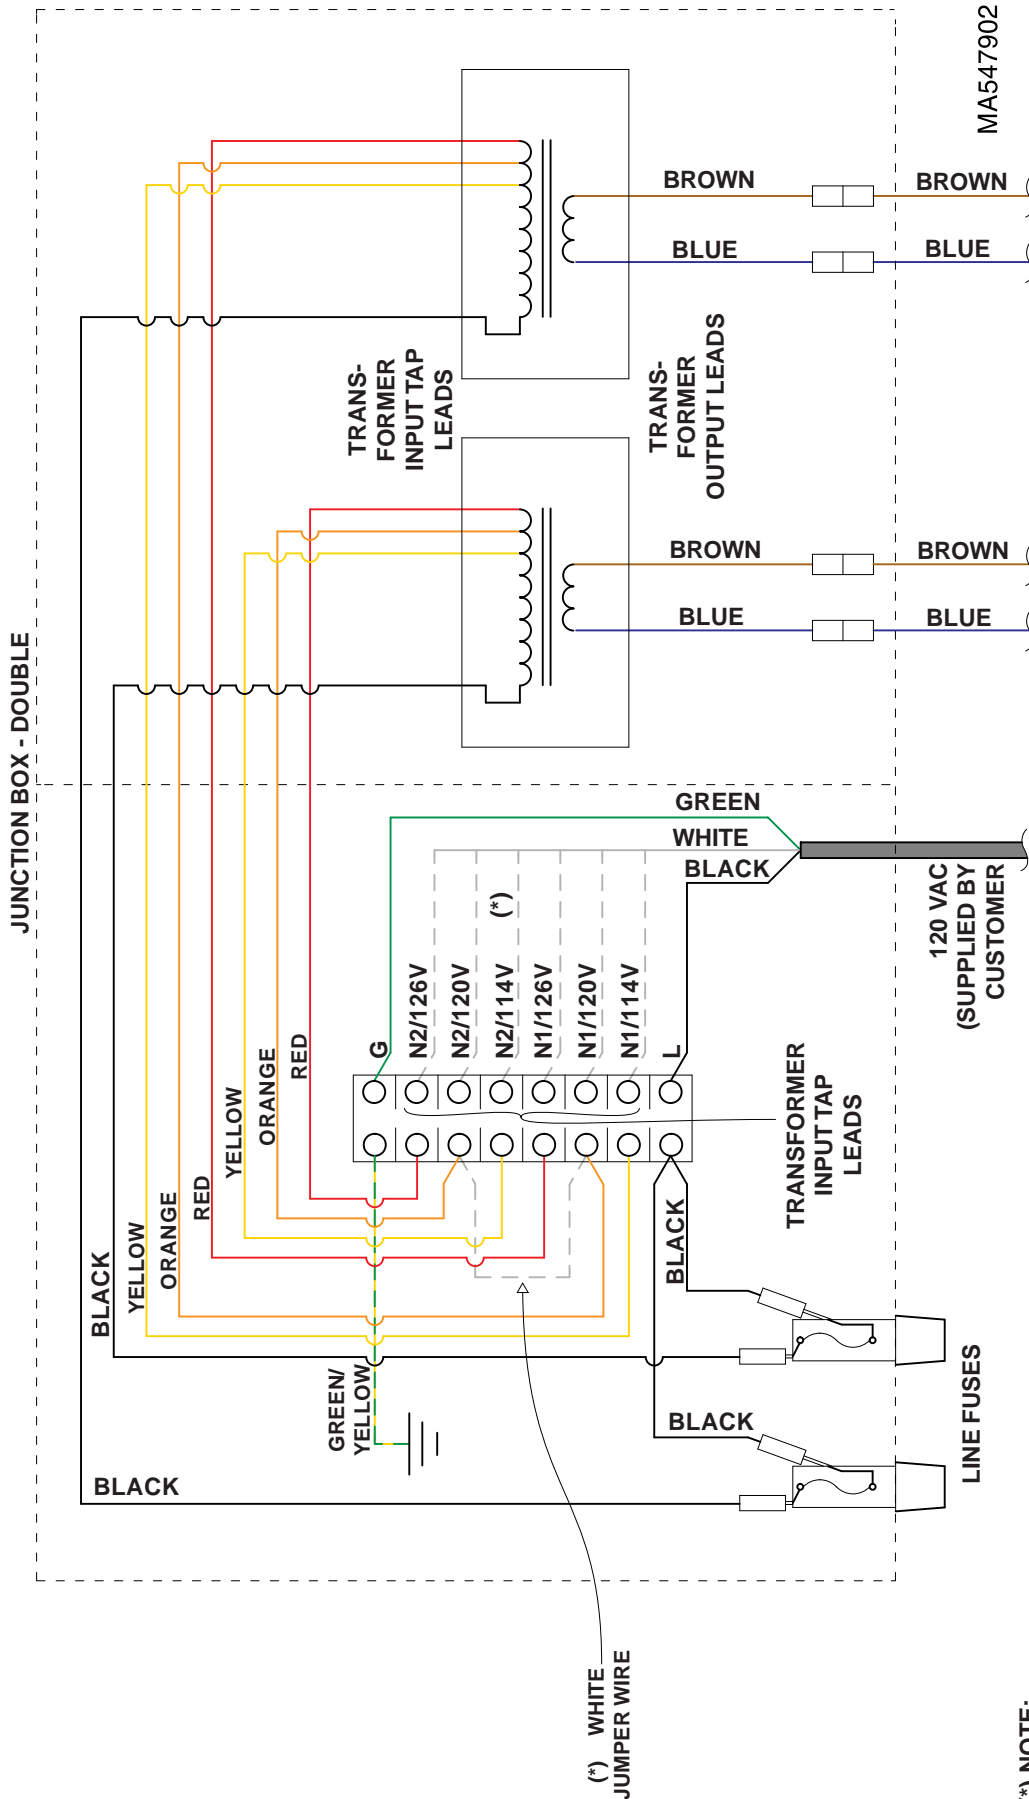 JUNCTION BOX - DOUBLE
BLACK
BLACK
YELLOW
ORANGE
RED
YELLOW
ORANGE
RED
GREEN/
YELLOW
G
N2/126V
N2/120V
N2/114V
N1/126V
N1/120V
N1/114V
L
(*)
GREEN
WHITE
BLACK
TRANS-
FORMER
INPUT TAP
LEADS
TRANS-
FORMER
OUTPUT LEADS
BROWN
BLUE
BROWN
BLUE
BROWN
BLUE
BROWN
BLUE
(*) WHITE
JUMPER WIRE
BLACK
BLACK
TRANSFORMER
INPUT TAP
LEADS
LINE FUSES
120 VAC
(SUPPLIED BY
CUSTOMER
MA547902
(*) NOTE: